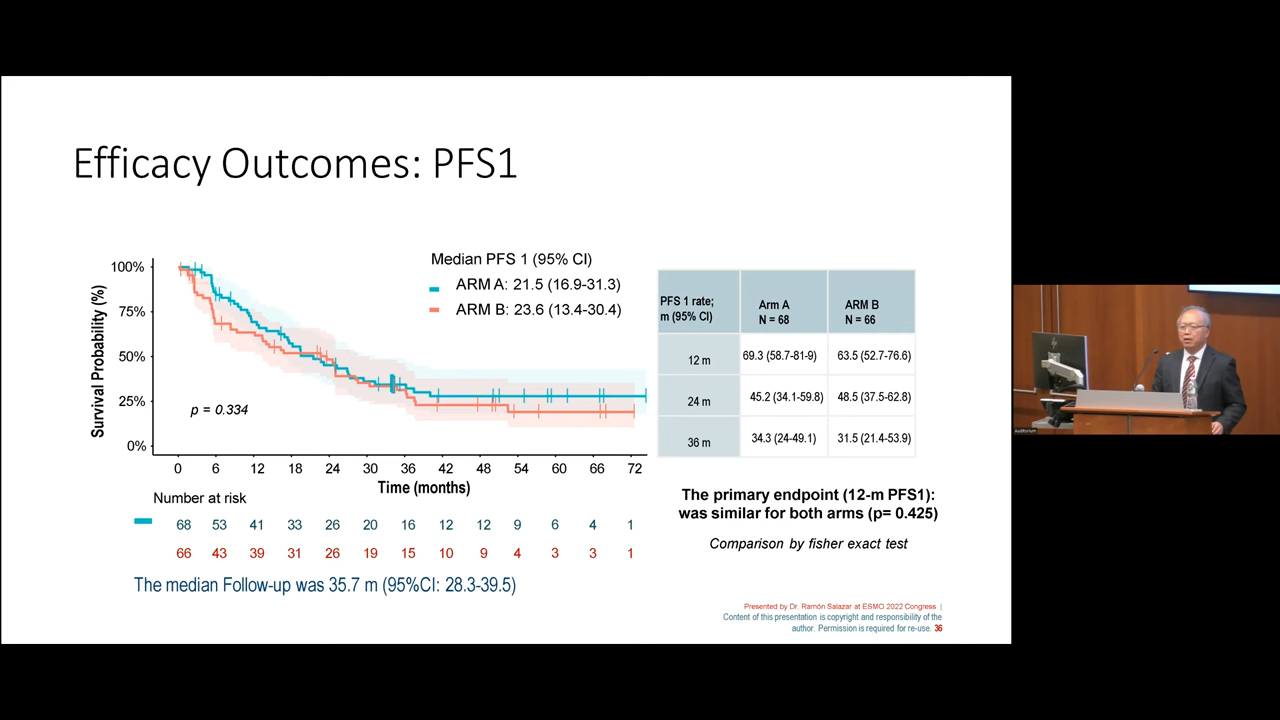 Efficacy Outcomes: PFS1
Median PFS 1 (95% CI)
ARM A: 21.5 (16.9-31.3)
ARM B: 23.6 (13.4-30.4)
Survival Probability (%)
100%
75%
50%
25%
0%
p = 0.334
0 6 12 18 24 30 36 42 48 54 60 66 72
Time (months)
Number at risk
68 53 41 33 26 20 16 12 12 9 6 4 1
66 43 39 31 26 19 15 10 9 4 3 3 1
The median Follow-up was 35.7 m (95%CI: 28.3-39.5)
PFS 1 rate; m (95% CI) Arm A N = 68 ARM B N = 66
12 m 69.3 (58.7-81-9) 63.5 (52.7-76.6)
24 m 45.2 (34.1-59.8) 48.5 (37.5-62.8)
36 m 34.3 (24-49.1) 31.5 (21.4-53.9)
The primary endpoint (12-m PFS1):
was similar for both arms (p= 0.425)
Comparison by fisher exact test
Presented by Dr. Ramón Salazar at ESMO 2022 Congress |
Content of this presentation is copyright and responsibility of the
author. Permission is required for re-use. 36
Auditorium